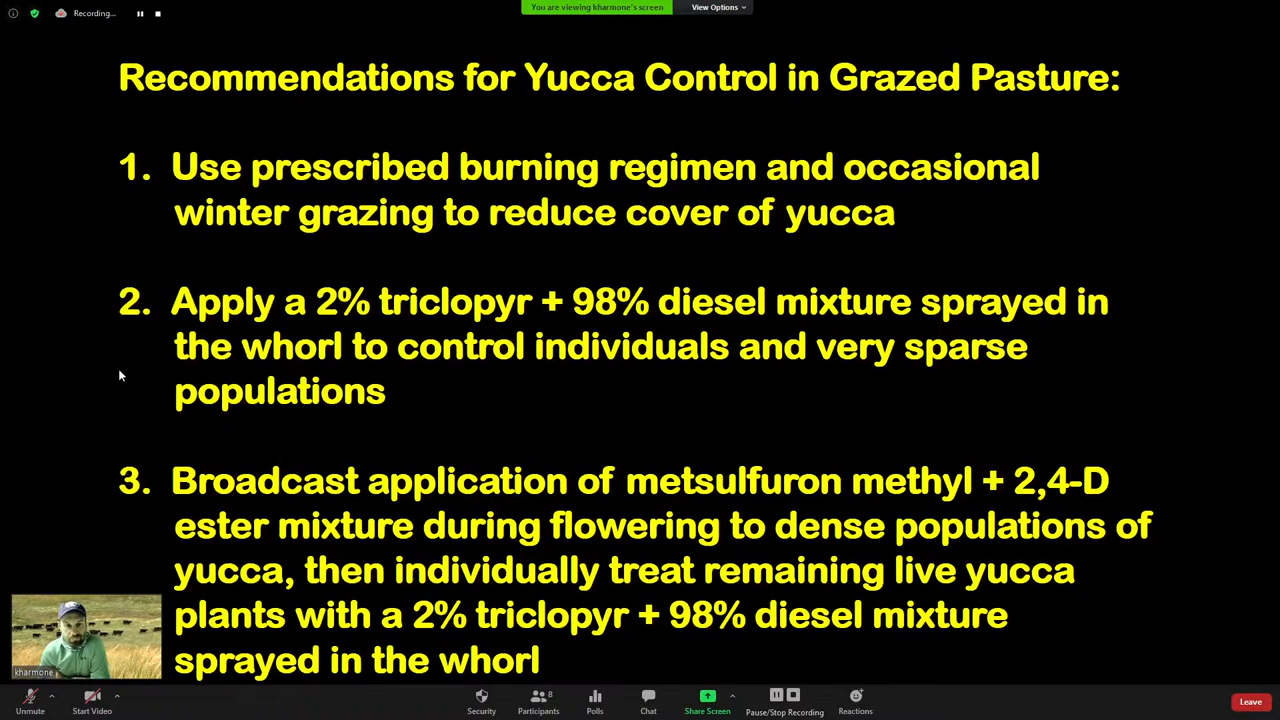 Recording...
You are viewing kharmone's screen
View Options
Recommendations for Yucca Control in Grazed Pasture:
1. Use prescribed burning regimen and occasional
winter grazing to reduce cover of yucca
2. Apply a 2% triclopyr + 98% diesel mixture sprayed in
the whorl to control individuals and very sparse
populations
3. Broadcast application of metsulfuron methyl + 2,4-D
ester mixture during flowering to dense populations of
yucca, then individually treat remaining live yucca
plants with a 2% triclopyr + 98% diesel mixture
sprayed in the whorl
kharmone
Unmute
Start Video
Security
Participants
8
Polls
Chat
Share Screen
Pause/Stop Recording
Reactions
Leave